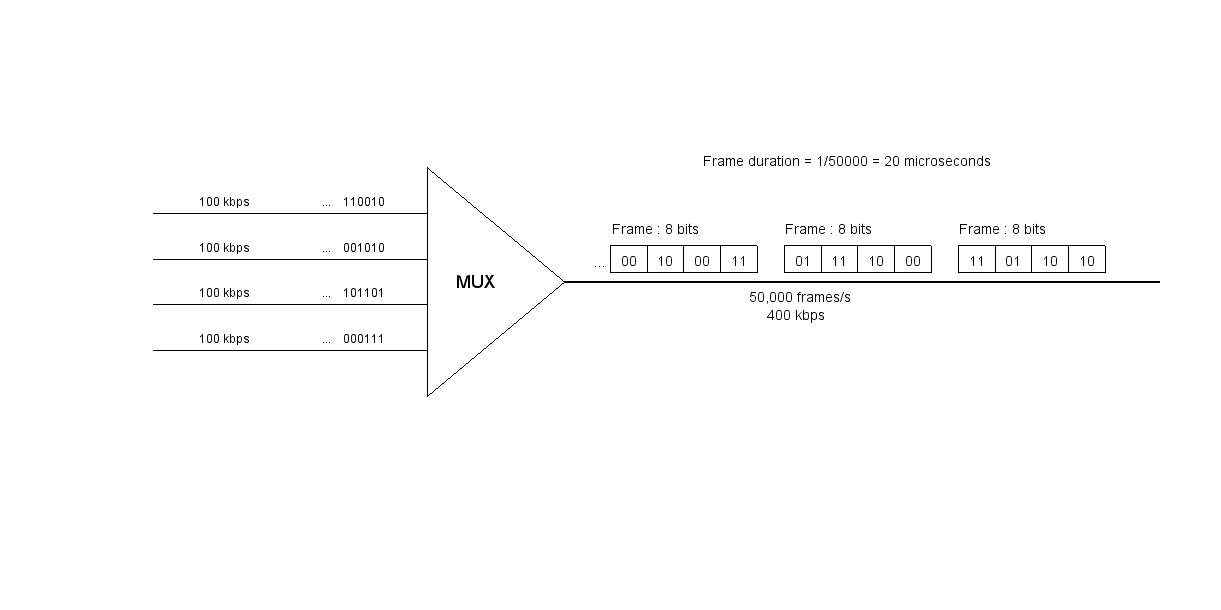 Frame duration = 1/50000 = 20 microseconds
100 kbps ... 110010
100 kbps ... 001010
100 kbps ... 101101
100 kbps ... 000111
MUX
Frame : 8 bits Frame : 8 bits Frame : 8 bits
... 00 10 00 11 01 11 10 00 11 01 10 10
50,000 frames/s
400 kbps